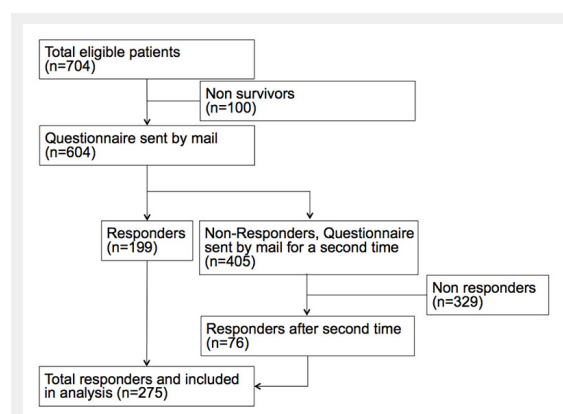 Total eligible patients
(n=704)
Non survivors
(n=100)
Questionnaire sent by mail
(n=604)
Responders
(n=199)
Non-Responders, Questionnaire
sent by mail for a second time
(n=405)
Non responders
(n=329)
Responders after second time
(n=76)
Total responders and included
in analysis (n=275)